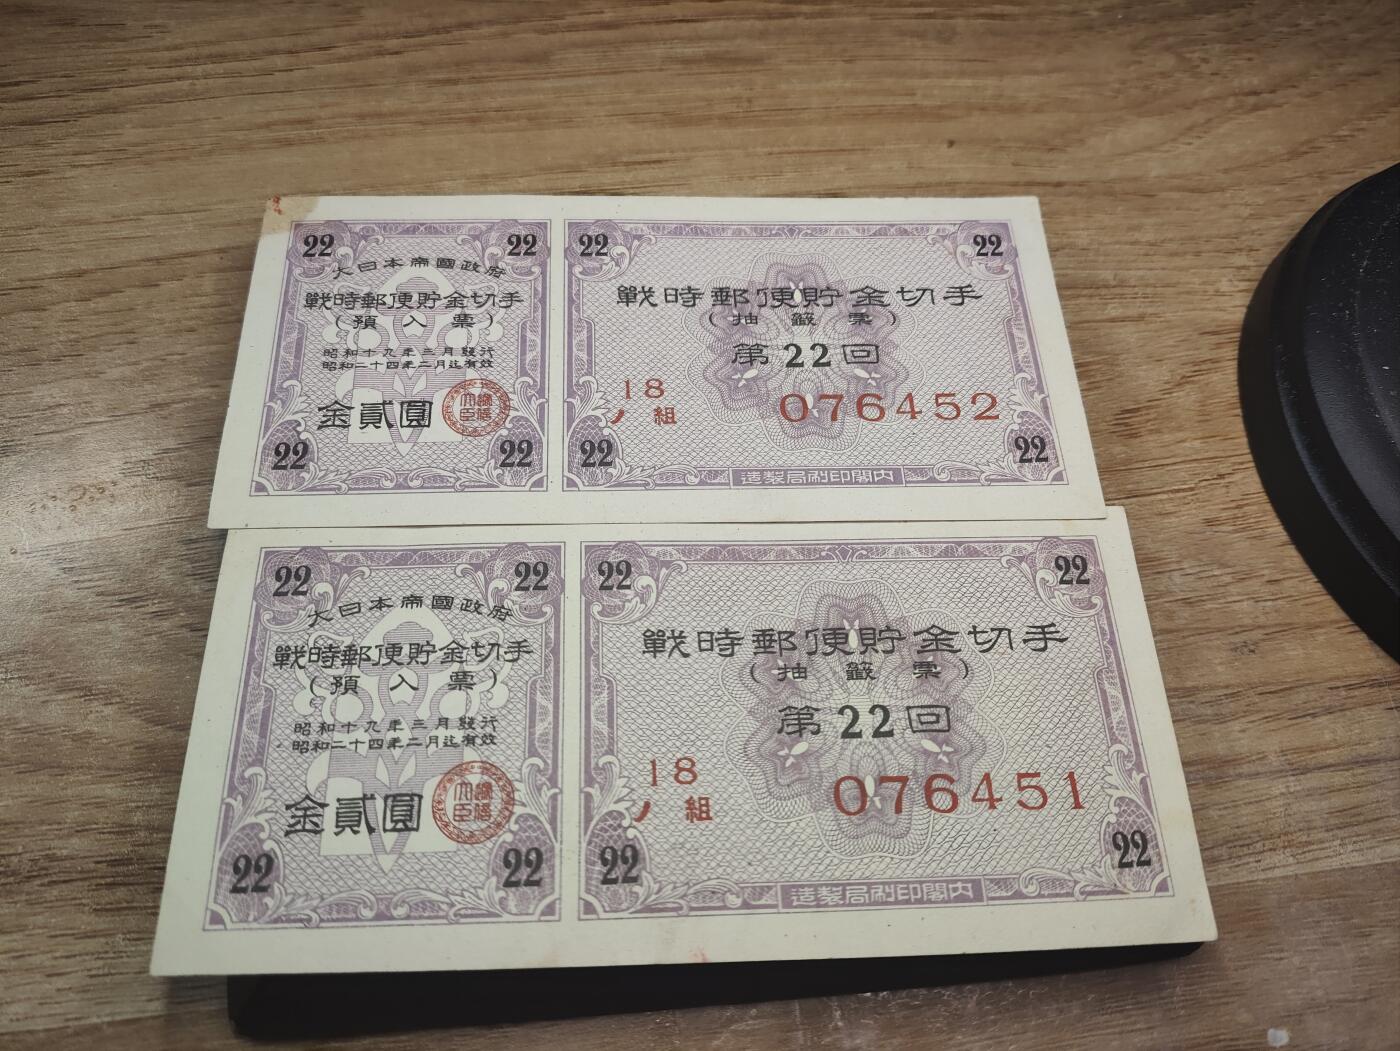 22 22
大日本帝國政府
戰時郵便貯金切手
(預入票)
昭和十九年三月發行
昭和二十四年二月迄有效
金貳圓
22 22
22 22
戰時郵便貯金切手
(抽籤票)
第22回
18
ノ組
076452
22 22
内閣印刷局製造
22 22
大日本帝國政府
戰時郵便貯金切手
(預入票)
昭和十九年三月發行
昭和二十四年二月迄有效
金貳圓
22 22
22 22
戰時郵便貯金切手
(抽籤票)
第22回
18
ノ組
076451
22 22
内閣印刷局製造